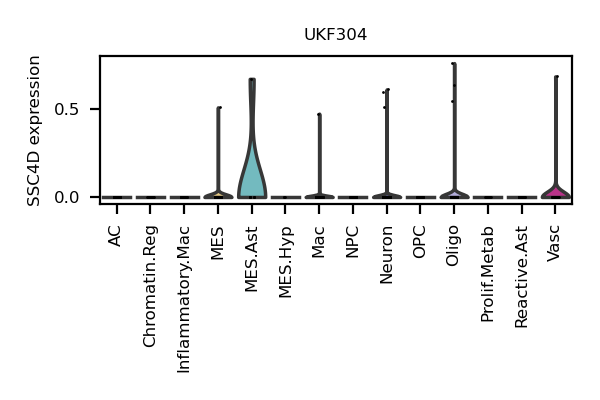 UKF304
SSC4D expression
0.5
0.0
AC
Chromatin.Reg
Inflammatory.Mac
MES
MES.Ast
MES.Hyp
Mac
NPC
Neuron
OPC
Oligo
Prolif.Metab
Reactive.Ast
Vasc